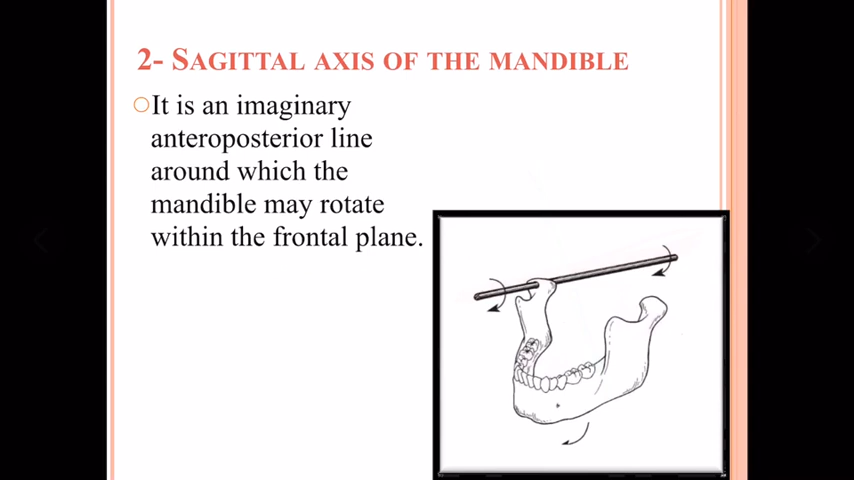 2- SAGITTAL AXIS OF THE MANDIBLE
It is an imaginary
anteroposterior line
around which the
mandible may rotate
within the frontal plane.